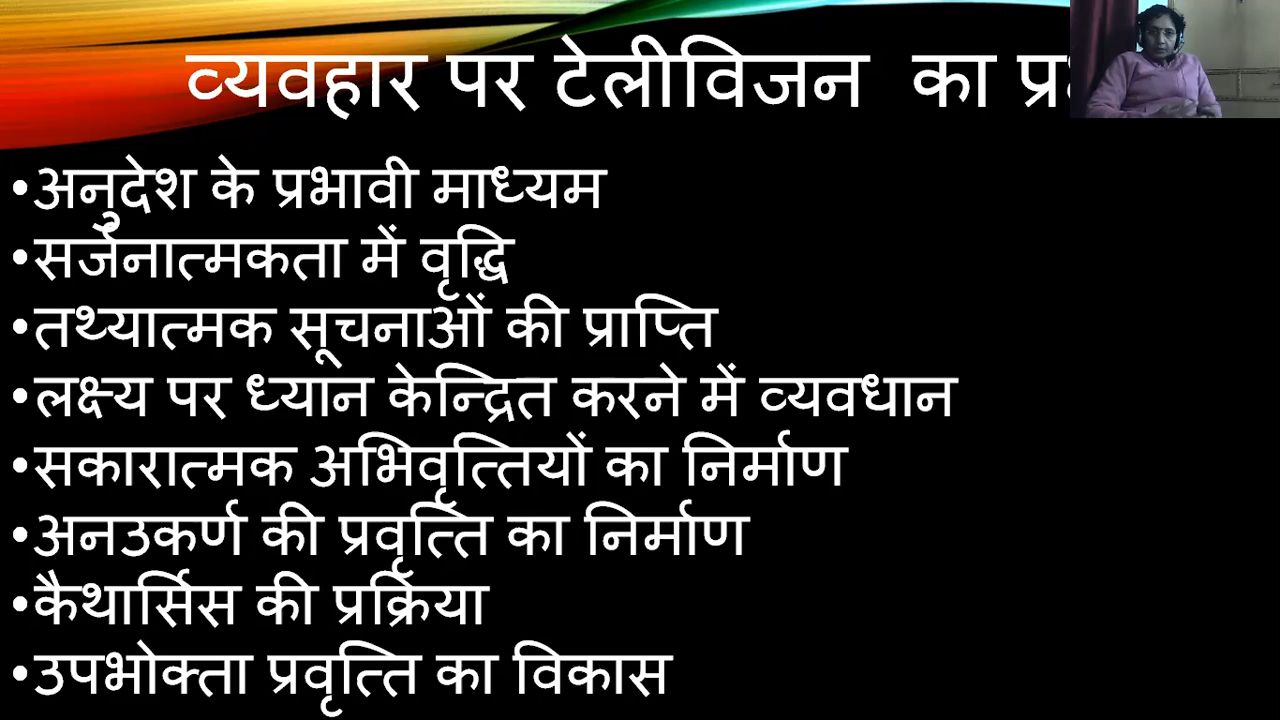 व्यवहार पर टेलीविजन का
•अनुदेश के प्रभावी माध्यम
•सर्जनात्मकता में वृद्धि
•तथ्यात्मक सूचनाओं की प्राप्ति
•लक्ष्य पर ध्यान केन्द्रित करने में व्यवधान
•सकारात्मक अभिवृत्तियों का निर्माण
•अनउकर्ण की प्रवृत्ति का निर्माण
•कैथार्सिस की प्रक्रिया
•उपभोक्ता प्रवृत्ति का विकास